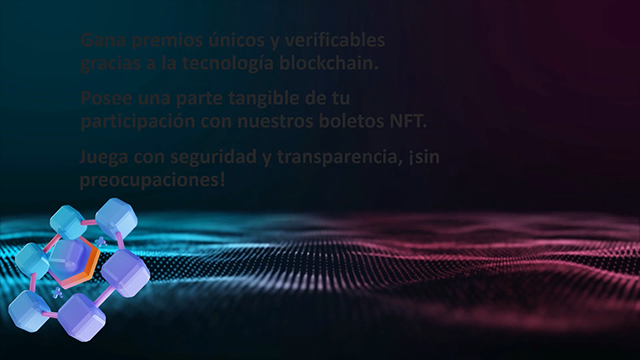 Gana premios únicos y verificables
gracias a la tecnología blockchain.
Posee una parte tangible de tu
participación con nuestros boletos NFT.
Juega con seguridad y transparencia, ¡sin
preocupaciones!